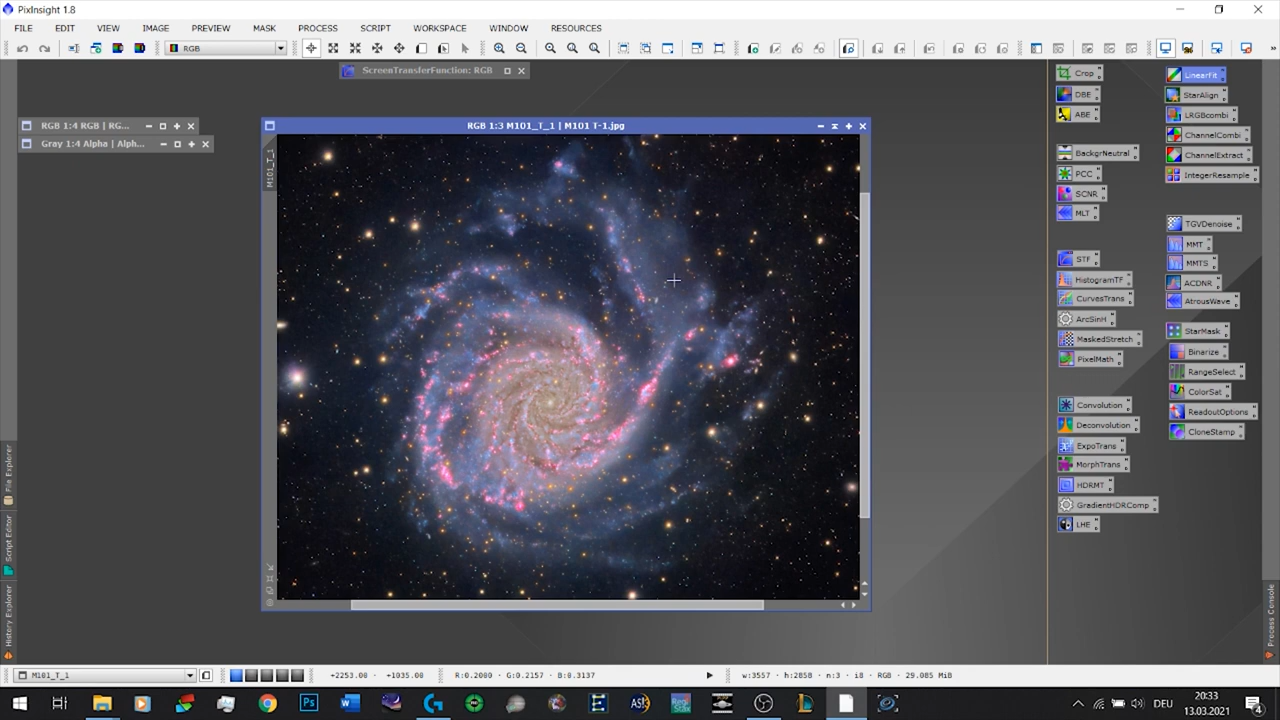 PixInsight 1.8
FILE EDIT VIEW IMAGE PREVIEW MASK PROCESS SCRIPT WORKSPACE WINDOW RESOURCES
RGB
ScreenTransferFunction: RGB
RGB 1:4 RGB | RG...
Gray 1:4 Alpha | Alph...
RGB 1:3 M101_T_1 | M101 T-1.jpg
M101_T_1
Crop
DBE
ABE
BackgrNeutral
PCC
SCNR
MLT
STF
HistogramTF
CurvesTrans
ArcSinH
MaskedStretch
PixelMath
Convolution
Deconvolution
ExpoTrans
MorphTrans
HDRMT
GradientHDRComp
LHE
LinearFit
StarAlign
LRGBcombi
ChannelCombi
ChannelExtract
IntegerResample
TGVDenoise
MMT
MMTS
ACDNR
AtrousWave
StarMask
Binarize
RangeSelect
ColorSat
ReadoutOptions
CloneStamp
File Explorer
Script Editor
History Explorer
Process Console
M101_T_1
+2253.00 · +1035.00
R:0.2000 · G:0.2157 · B:0.3137
w:3557 · h:2858 · n:3 · i8 · RGB · 29.085 MiB
Ps
W
E
DEU
20:33
13.03.2021
4